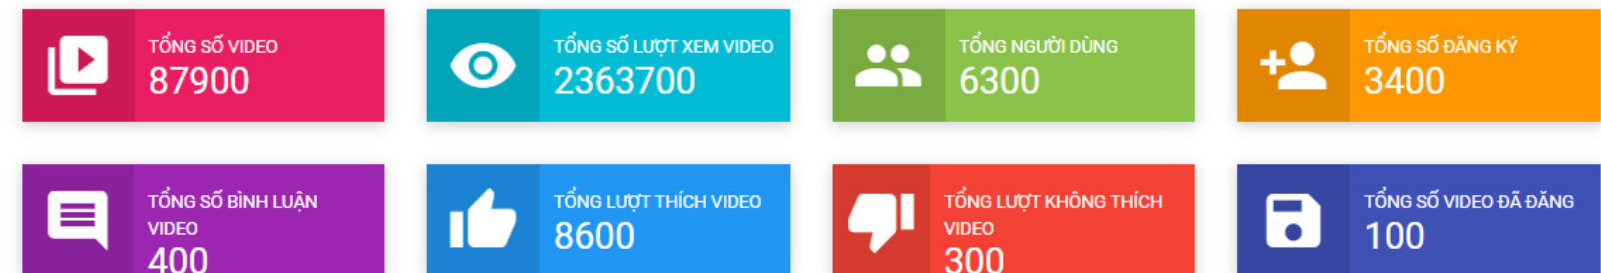 TỔNG SỐ VIDEO
87900
TỔNG SỐ LƯỢT XEM VIDEO
2363700
TỔNG NGƯỜI DÙNG
6300
TỔNG SỐ ĐĂNG KÝ
3400
TỔNG SỐ BÌNH LUẬN
VIDEO
400
TỔNG LƯỢT THÍCH VIDEO
8600
TỔNG LƯỢT KHÔNG THÍCH
VIDEO
300
TỔNG SỐ VIDEO ĐÃ ĐĂNG
100